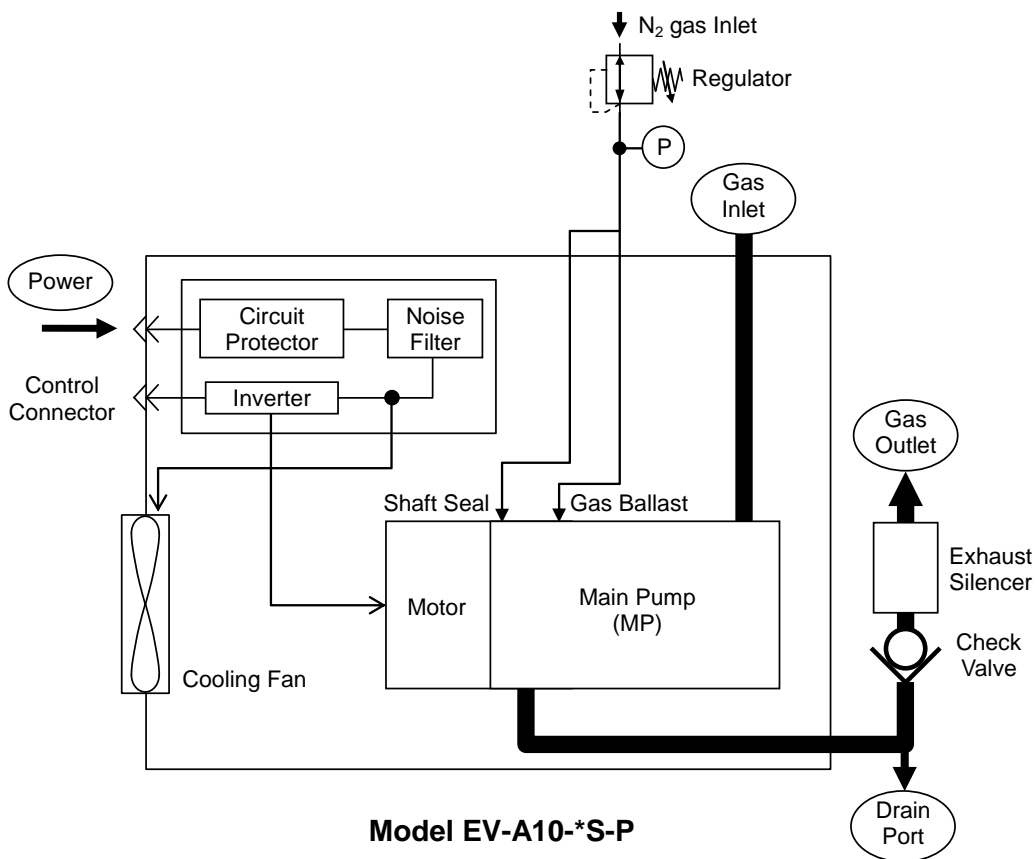 N₂ gas Inlet
Regulator
P
Gas
Inlet
Power
Circuit
Protector
Noise
Filter
Control
Connector
Inverter
Gas
Outlet
Shaft Seal
Gas Ballast
Exhaust
Silencer
Motor
Main Pump
(MP)
Check
Valve
Cooling Fan
Drain
Port
Model EV-A10-*S-P